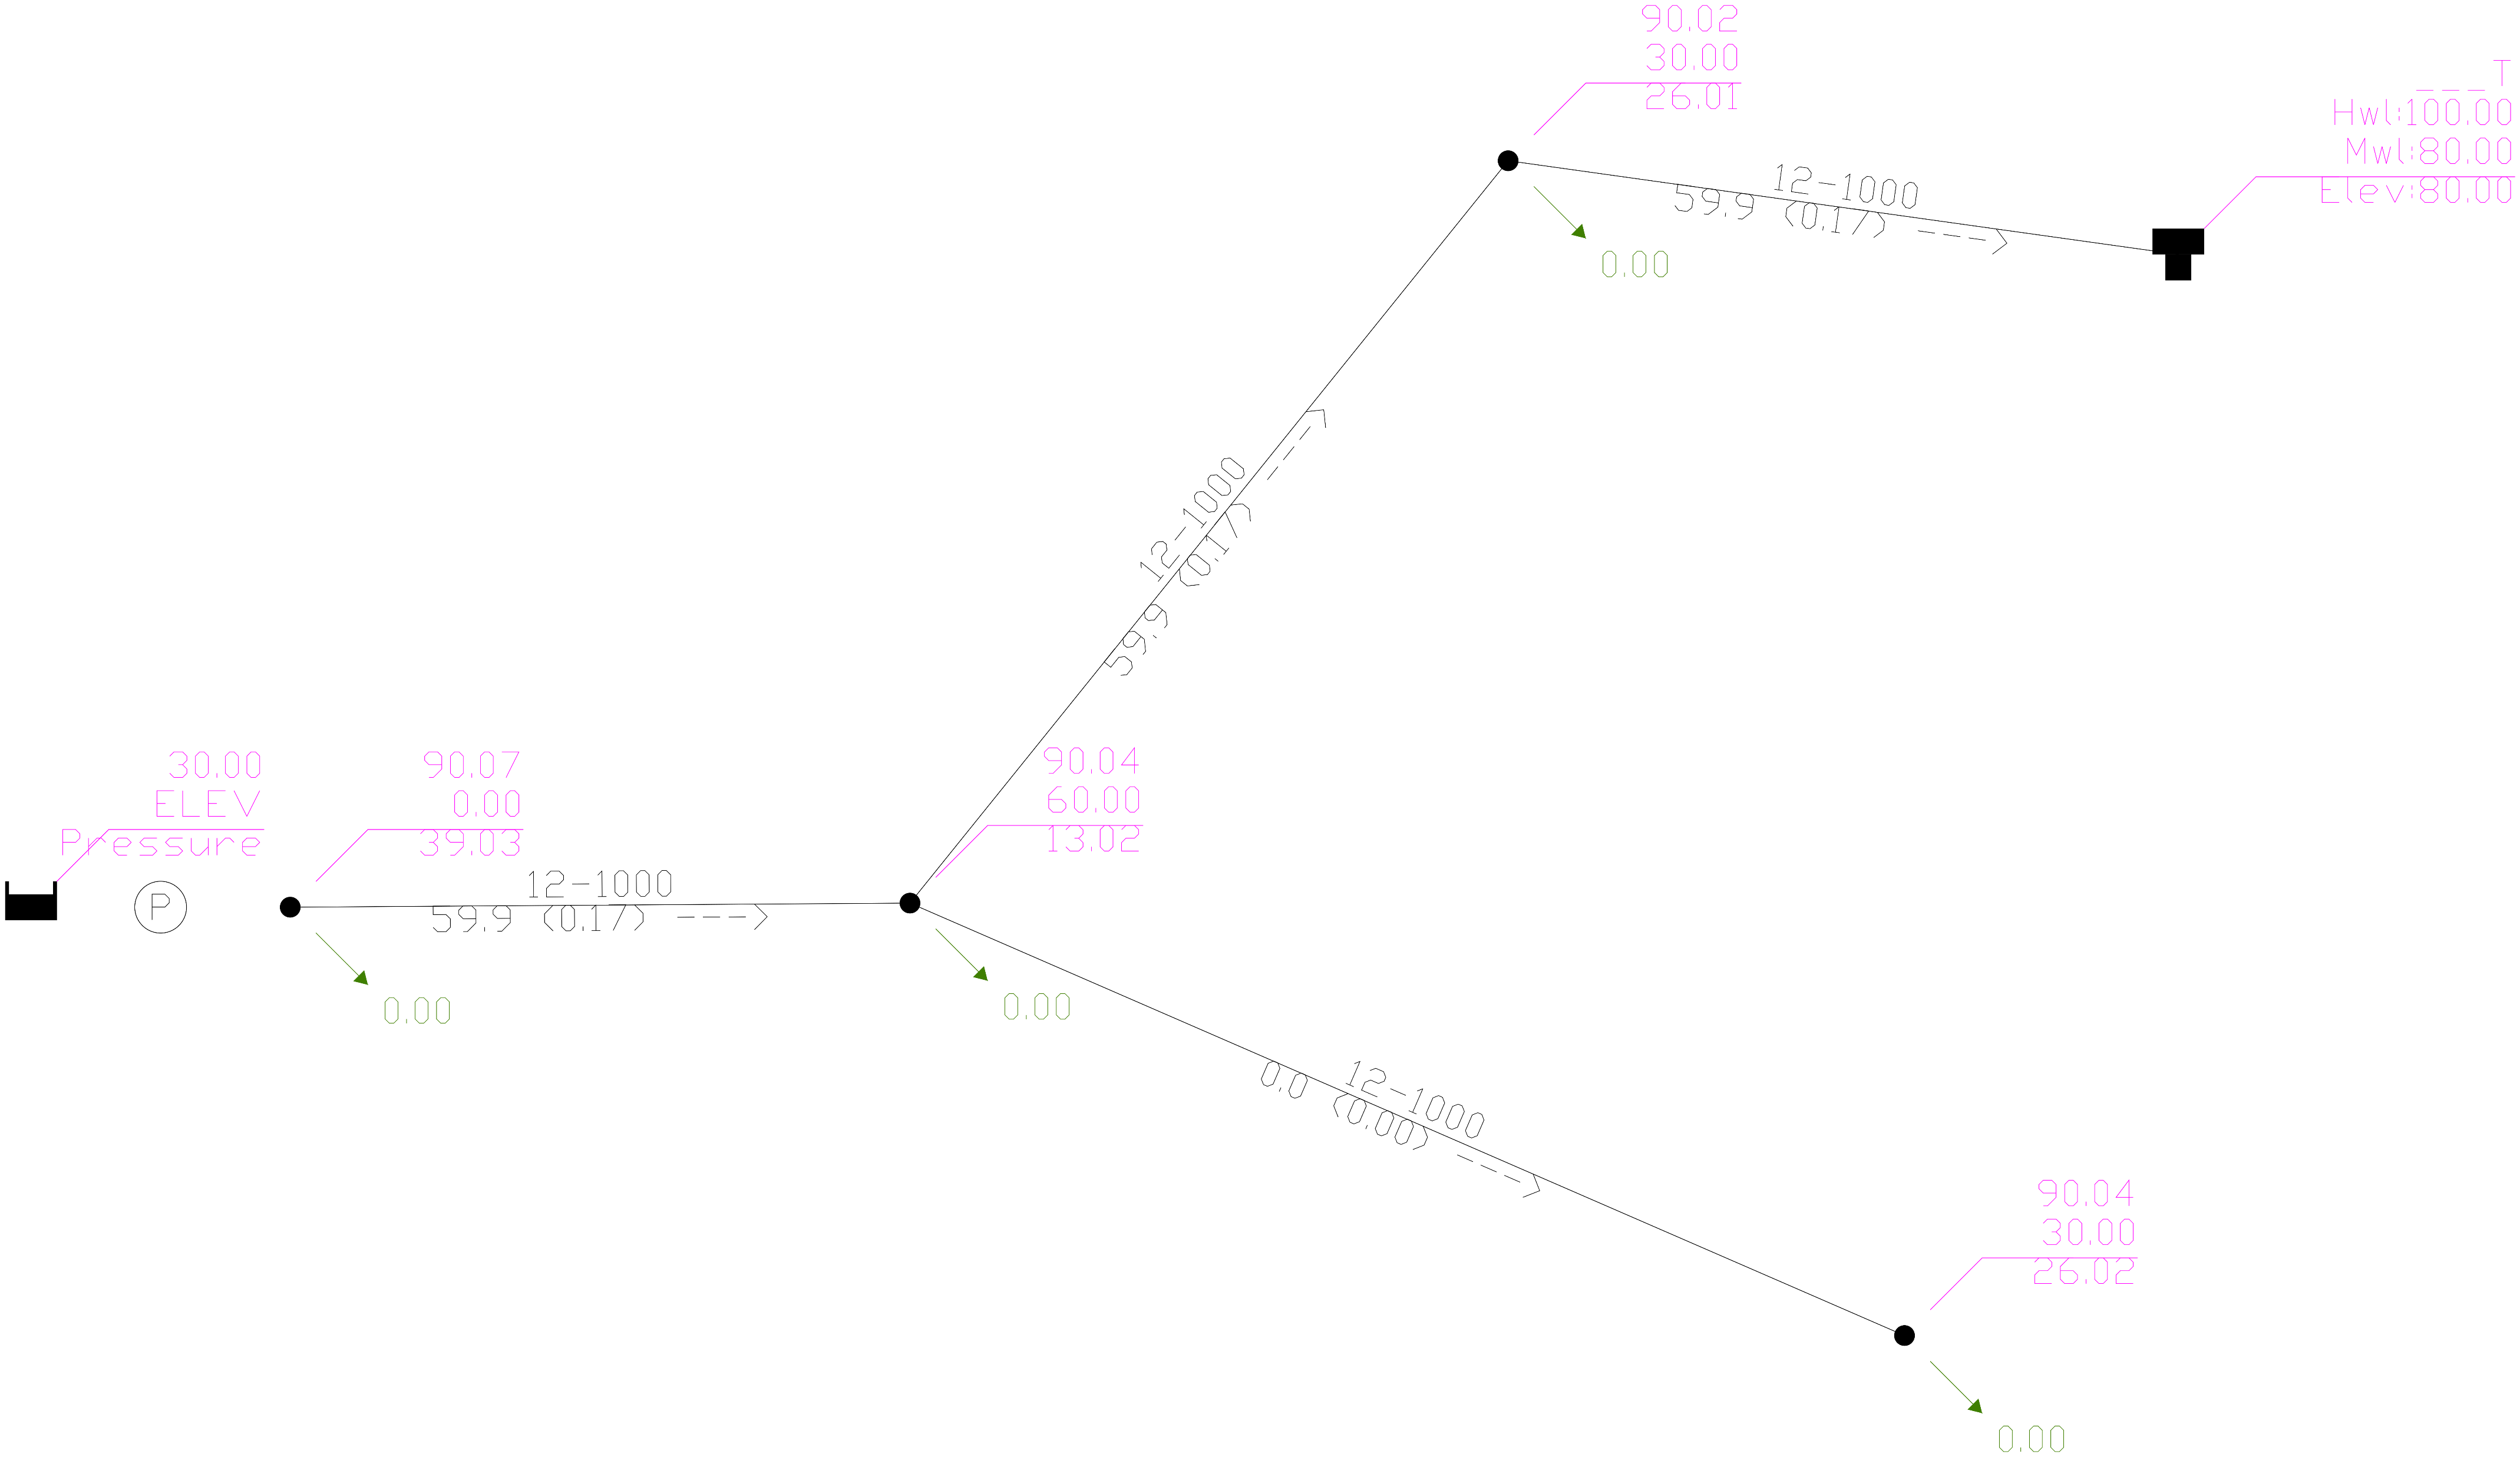 90.02
30.00
26.01
___T
Hwl:100.00
Mwl:80.00
Elev:80.00
12-1000
59.9 (0.17) --->
0.00
12-1000
59.9 (0.17) --->
30.00
ELEV
Pressure
P
90.07
0.00
39.03
90.04
60.00
13.02
12-1000
59.9 (0.17) --->
0.00
0.00
12-1000
0.0 (0.00) --->
90.04
30.00
26.02
0.00